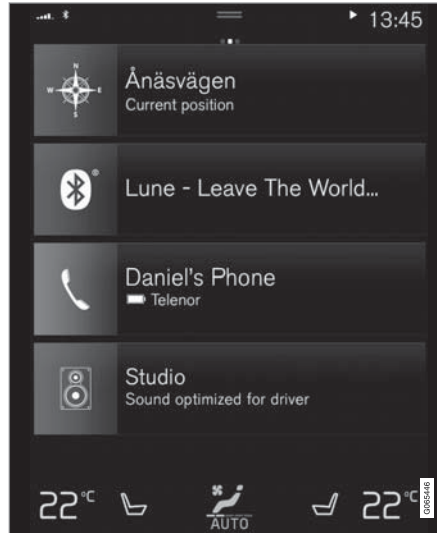 13:45
N
W E
S
Ånäsvägen
Current position
Lune - Leave The World...
Daniel's Phone
Telenor
Studio
Sound optimized for driver
22°C
AUTO
22°C
G065446